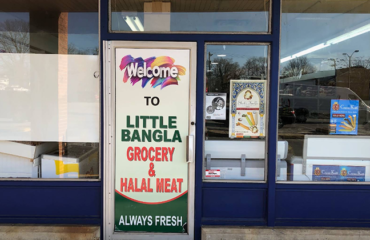 Welcome
TO
LITTLE
BANGLA
GROCERY
&
HALAL MEAT
ALWAYS FRESH